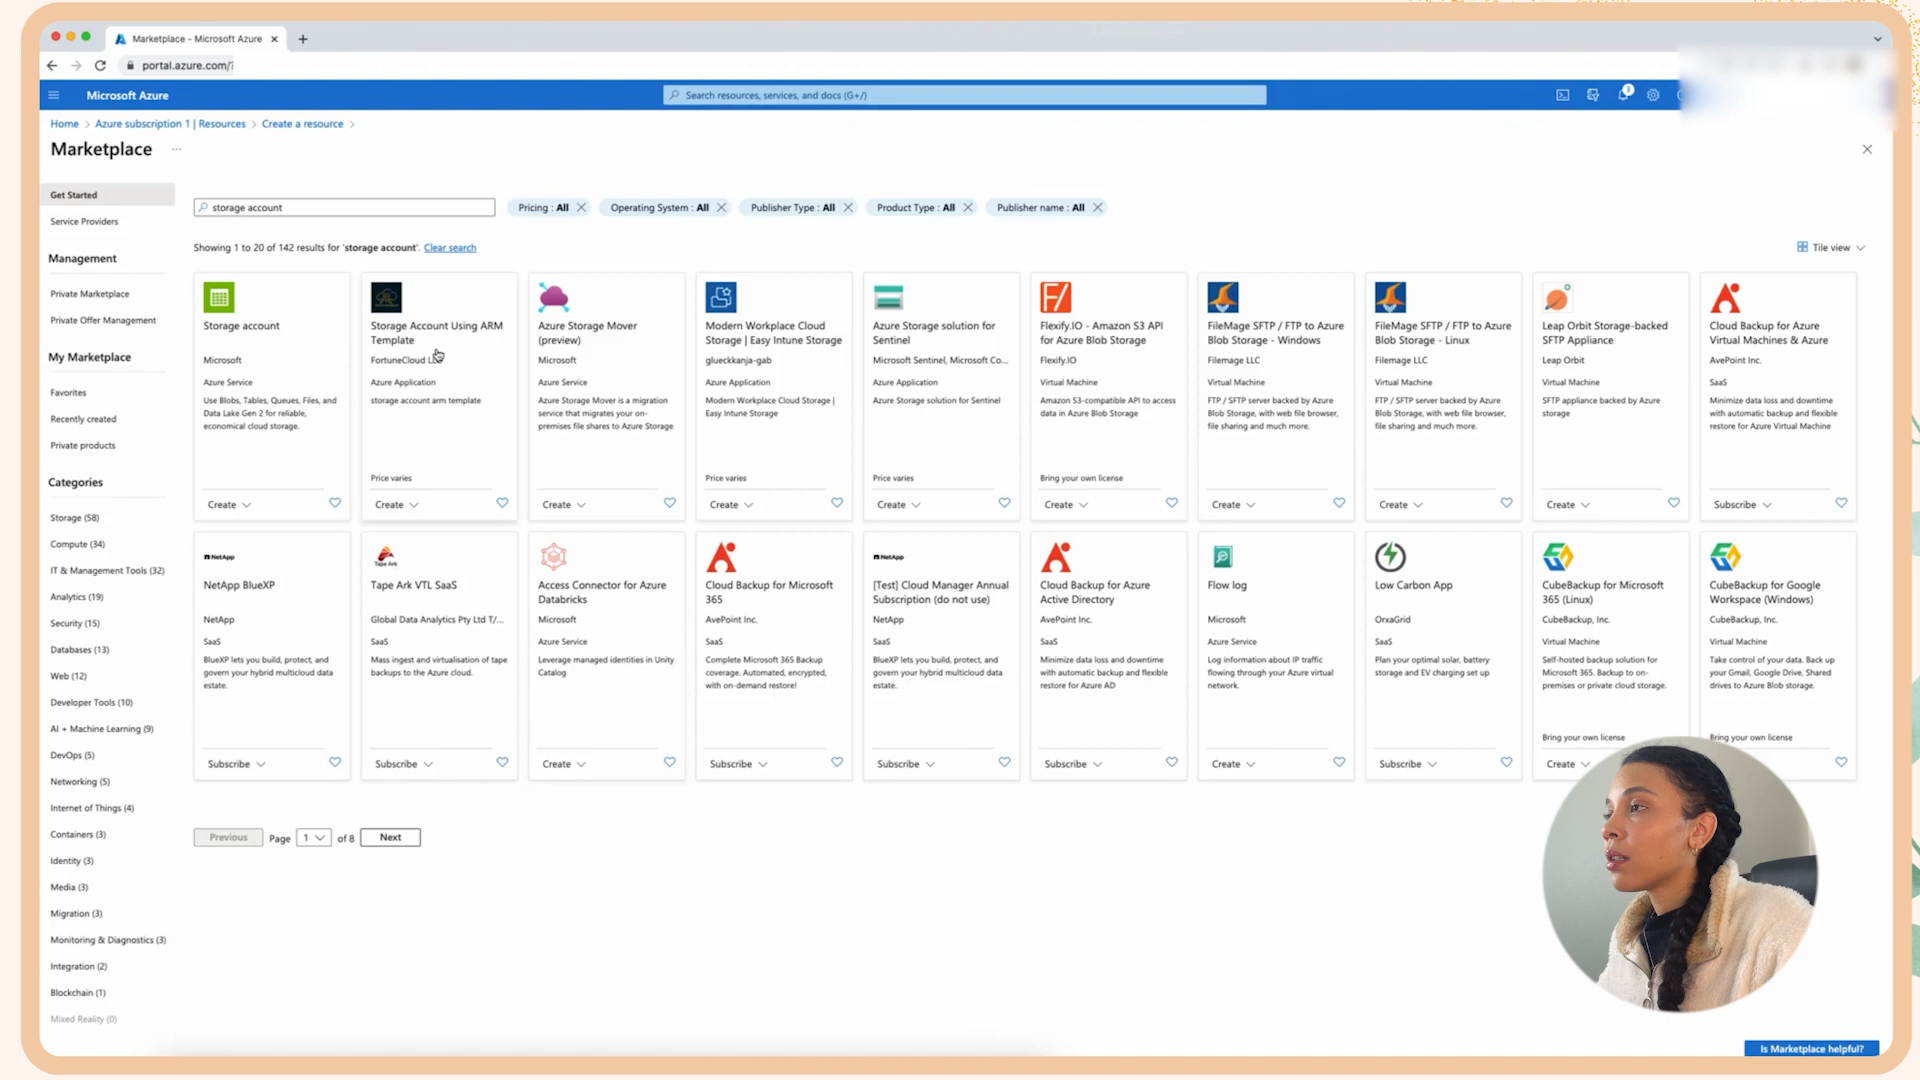 Marketplace - Microsoft Azure
portal.azure.com/?
Microsoft Azure
Search resources, services, and docs (G+/)
Home > Azure subscription 1 | Resources > Create a resource >
Marketplace
Get Started
Service Providers
Management
Private Marketplace
Private Offer Management
My Marketplace
Favorites
Recently created
Private products
Categories
Storage (58)
Compute (34)
IT & Management Tools (32)
Analytics (19)
Security (15)
Databases (13)
Web (12)
Developer Tools (10)
AI + Machine Learning (9)
DevOps (5)
Networking (5)
Internet of Things (4)
Containers (3)
Identity (3)
Media (3)
Migration (3)
Monitoring & Diagnostics (3)
Integration (2)
Blockchain (1)
Mixed Reality (0)
storage account
Pricing : All
Operating System : All
Publisher Type : All
Product Type : All
Publisher name : All
Showing 1 to 20 of 142 results for 'storage account'. Clear search
Tile view
Storage account
Microsoft
Azure Service
Use Blobs, Tables, Queues, Files, and
Data Lake Gen 2 for reliable,
economical cloud storage.
Create
Storage Account Using ARM
Template
FortuneCloud
Azure Application
storage account arm template
Price varies
Create
Azure Storage Mover
(preview)
Microsoft
Azure Service
Azure Storage Mover is a migration
service that migrates your on-
premises file shares to Azure Storage
Create
Modern Workplace Cloud
Storage | Easy Intune Storage
glueckkanja-gab
Azure Application
Modern Workplace Cloud Storage |
Easy Intune Storage
Price varies
Create
Azure Storage solution for
Sentinel
Microsoft Sentinel, Microsoft Co...
Azure Application
Azure Storage solution for Sentinel
Price varies
Create
Flexify.IO - Amazon S3 API
for Azure Blob Storage
Flexify.IO
Virtual Machine
Amazon S3-compatible API to access
data in Azure Blob Storage
Bring your own license
Create
FileMage SFTP / FTP to Azure
Blob Storage - Windows
Filemage LLC
Virtual Machine
FTP / SFTP server backed by Azure
Blob Storage, with web file browser,
file sharing and much more.
Create
FileMage SFTP / FTP to Azure
Blob Storage - Linux
Filemage LLC
Virtual Machine
FTP / SFTP server backed by Azure
Blob Storage, with web file browser,
file sharing and much more.
Create
Leap Orbit Storage-backed
SFTP Appliance
Leap Orbit
Virtual Machine
SFTP appliance backed by Azure
storage
Create
Cloud Backup for Azure
Virtual Machines & Azure
AvePoint Inc.
SaaS
Minimize data loss and downtime
with automatic backup and flexible
restore for Azure Virtual Machine
Subscribe
NetApp
NetApp BlueXP
NetApp
SaaS
BlueXP lets you build, protect, and
govern your hybrid multicloud data
estate.
Subscribe
Tape Ark
Tape Ark VTL SaaS
Global Data Analytics Pty Ltd T/...
SaaS
Mass ingest and virtualisation of tape
backups to the Azure cloud.
Subscribe
Access Connector for Azure
Databricks
Microsoft
Azure Service
Leverage managed identities in Unity
Catalog
Create
Cloud Backup for Microsoft
365
AvePoint Inc.
SaaS
Complete Microsoft 365 Backup
coverage. Automated, encrypted,
with on-demand restore!
Subscribe
NetApp
[Test] Cloud Manager Annual
Subscription (do not use)
NetApp
SaaS
BlueXP lets you build, protect, and
govern your hybrid multicloud data
estate.
Subscribe
Cloud Backup for Azure
Active Directory
AvePoint Inc.
SaaS
Minimize data loss and downtime
with automatic backup and flexible
restore for Azure AD
Subscribe
Flow log
Microsoft
Azure Service
Log information about IP traffic
flowing through your Azure virtual
network.
Create
Low Carbon App
OrxaGrid
SaaS
Plan your optimal solar, battery
storage and EV charging set up
Subscribe
CubeBackup for Microsoft
365 (Linux)
CubeBackup, Inc.
Virtual Machine
Self-hosted backup solution for
Microsoft 365. Backup to on-
premises or private cloud storage.
Bring your own license
Create
CubeBackup for Google
Workspace (Windows)
CubeBackup, Inc.
Virtual Machine
Take control of your data. Back up
your Gmail, Google Drive, Shared
drives to Azure Blob storage.
Bring your own license
Previous
Page 1 of 8
Next
Is Marketplace helpful?